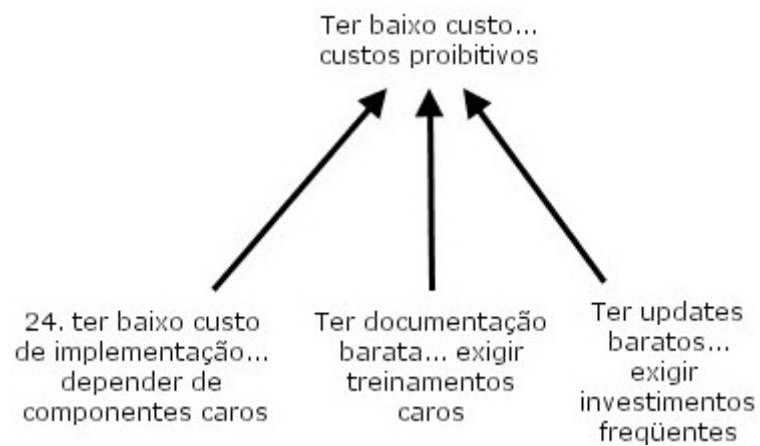 Ter baixo custo...
custos proibitivos
24. ter baixo custo
de implementação...
depender de
componentes caros
Ter documentação
barata... exigir
treinamentos
caros
Ter updates
baratos...
exigir
investimentos
freqüentes